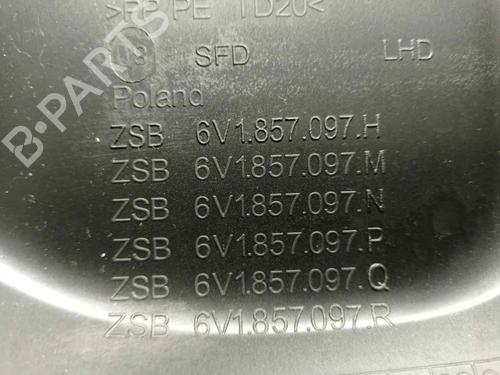 >PP/PE TD20<
08 SFD LHD
Poland
ZSB 6V1.857.097.H
ZSB 6V1.857.097.M
ZSB 6V1.857.097.N
ZSB 6V1.857.097.P
ZSB 6V1.857.097.Q
ZSB 6V1.857.097.R